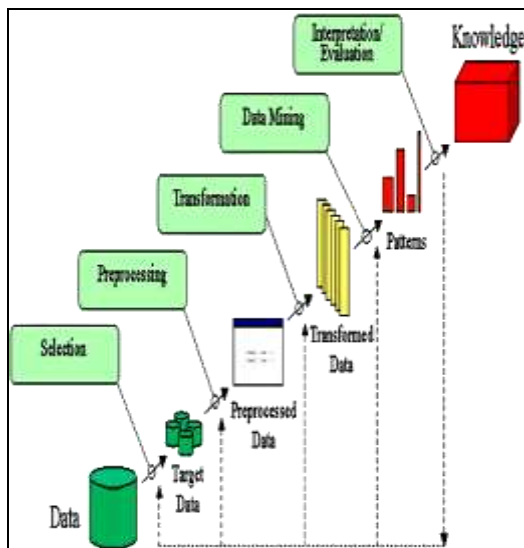 Interpretation/
Evaluation
Knowledge
Data Mining
Transformation
Patterns
Preprocessing
Transformed
Data
Selection
Preprocessed
Data
Target
Data
Data